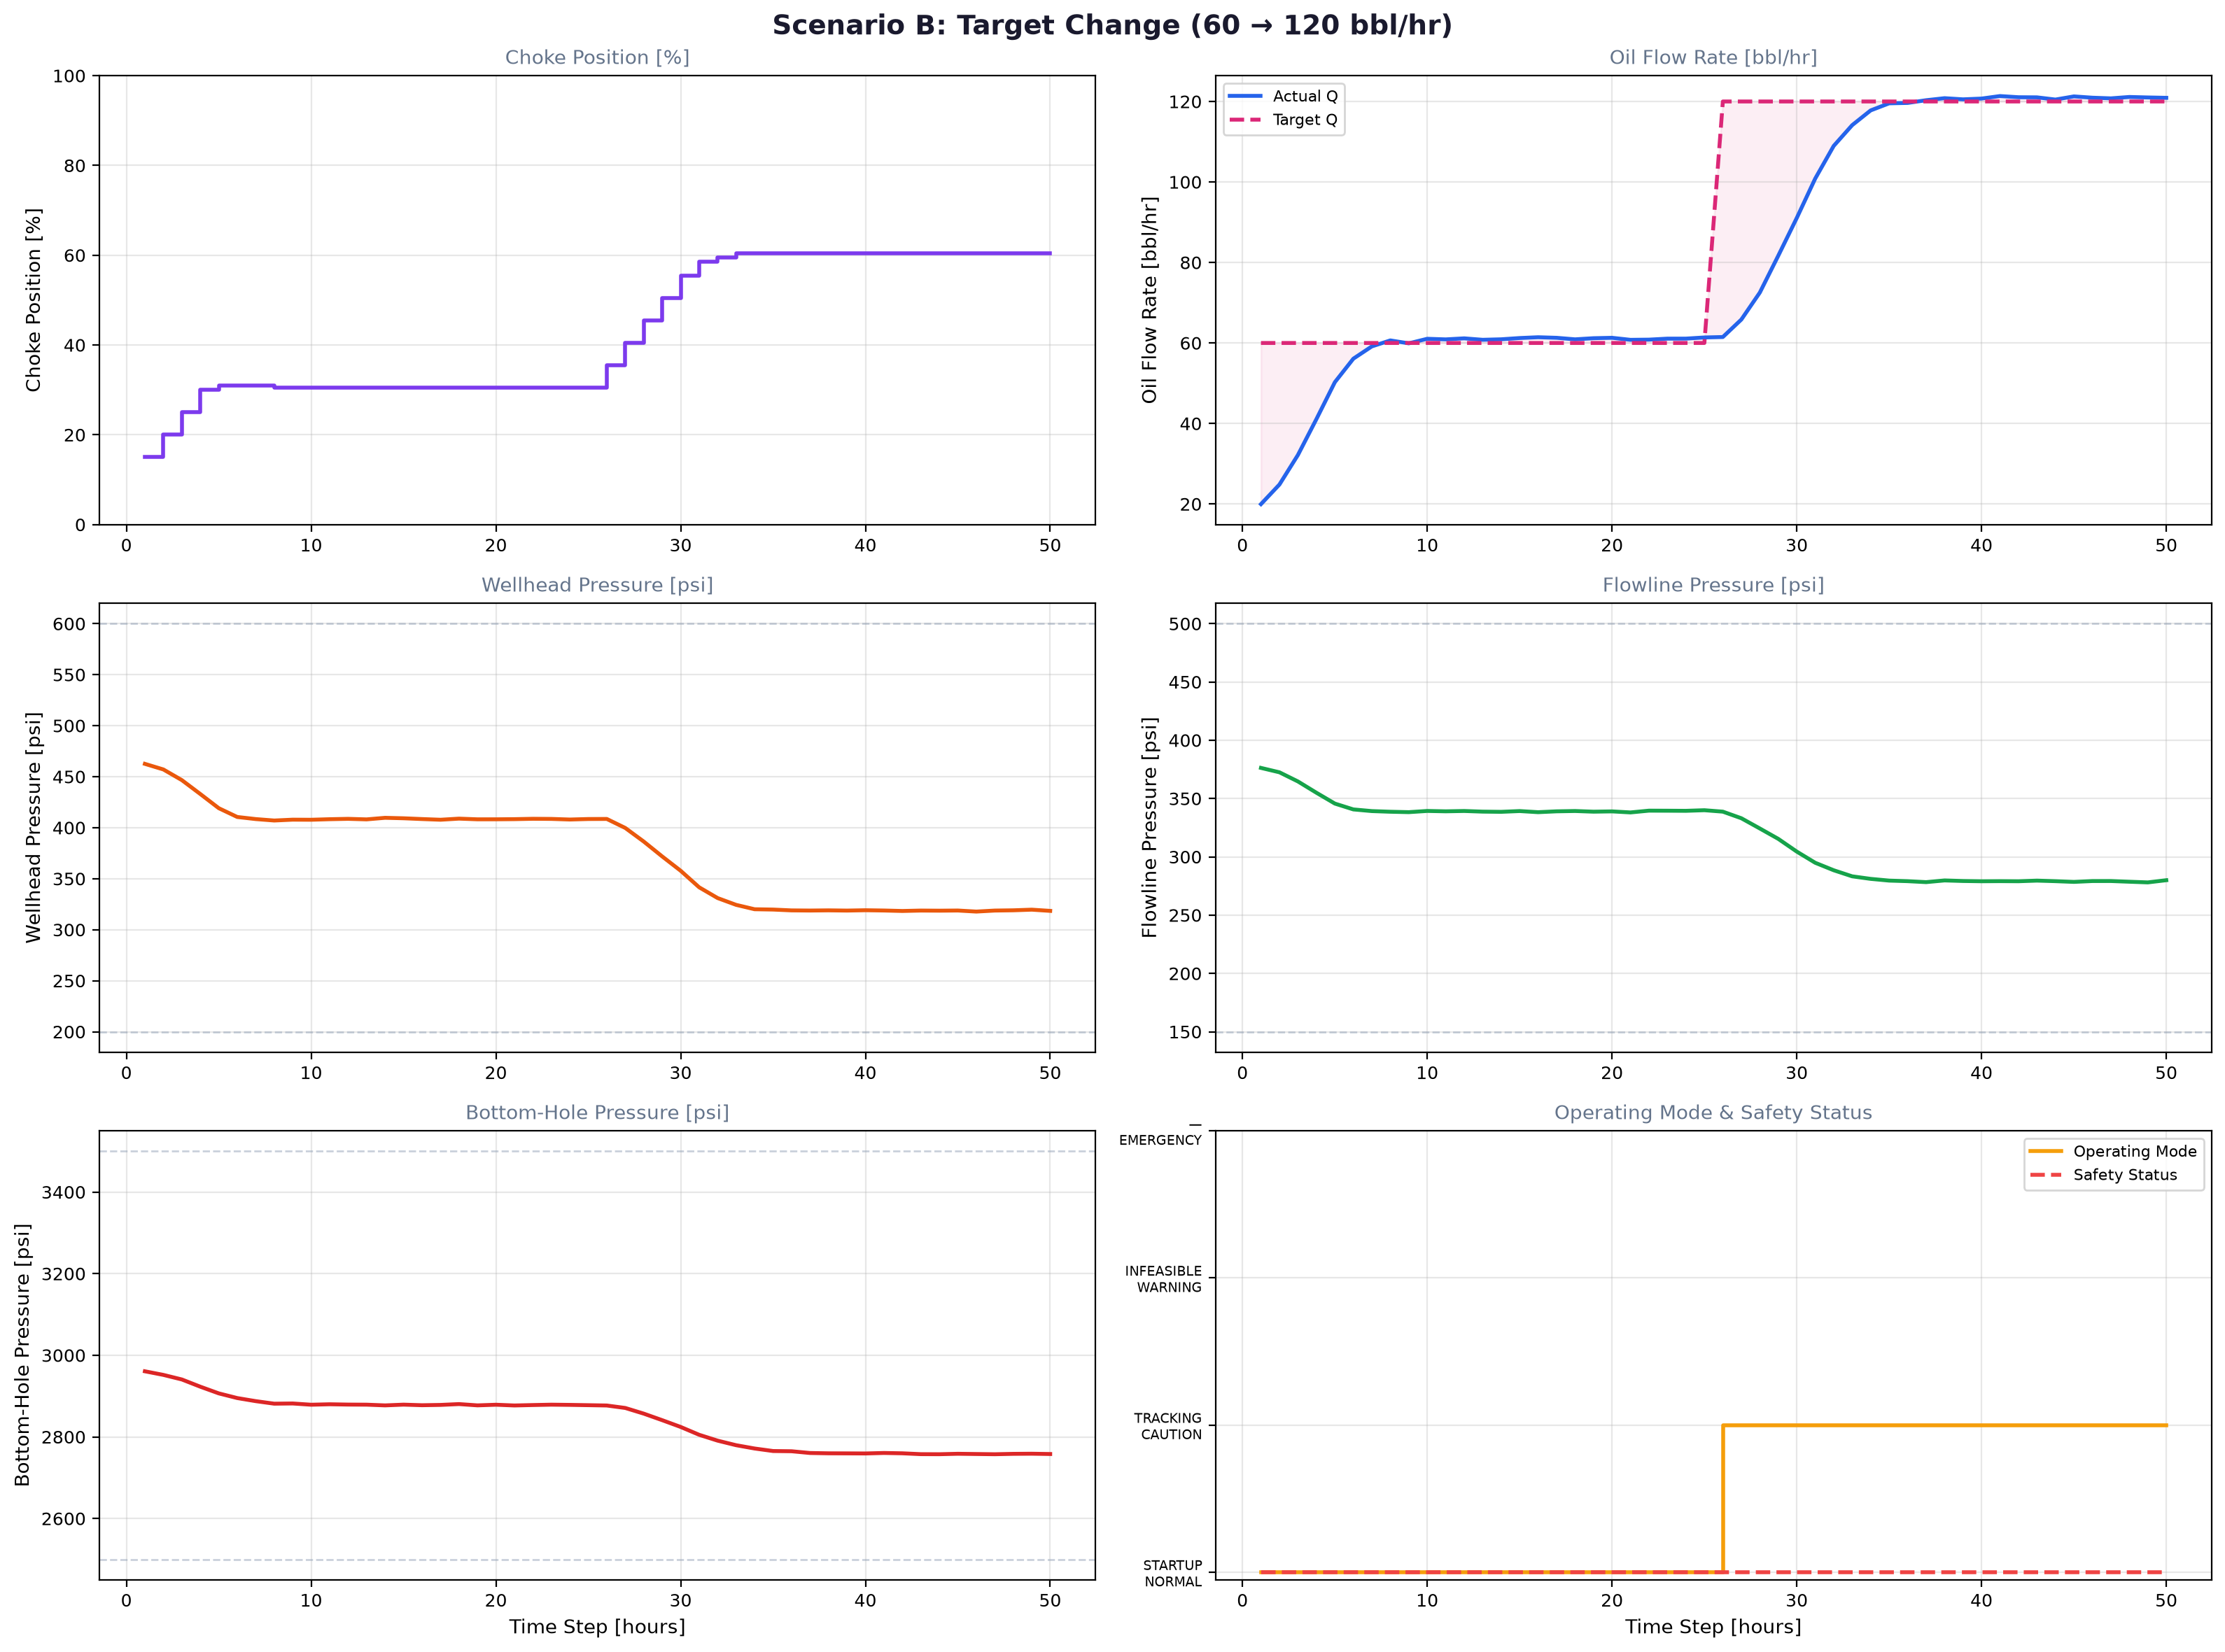 Scenario B: Target Change (60 → 120 bbl/hr)
Choke Position [%]
Choke Position [%]
100
80
60
40
20
0
0 10 20 30 40 50
Oil Flow Rate [bbl/hr]
Oil Flow Rate [bbl/hr]
Actual Q
Target Q
120
100
80
60
40
20
0 10 20 30 40 50
Wellhead Pressure [psi]
Wellhead Pressure [psi]
600
550
500
450
400
350
300
250
200
0 10 20 30 40 50
Flowline Pressure [psi]
Flowline Pressure [psi]
500
450
400
350
300
250
200
150
0 10 20 30 40 50
Bottom-Hole Pressure [psi]
Bottom-Hole Pressure [psi]
3400
3200
3000
2800
2600
0 10 20 30 40 50
Time Step [hours]
Operating Mode & Safety Status
Operating Mode
Safety Status
—
EMERGENCY
INFEASIBLE
WARNING
TRACKING
CAUTION
STARTUP
NORMAL
0 10 20 30 40 50
Time Step [hours]